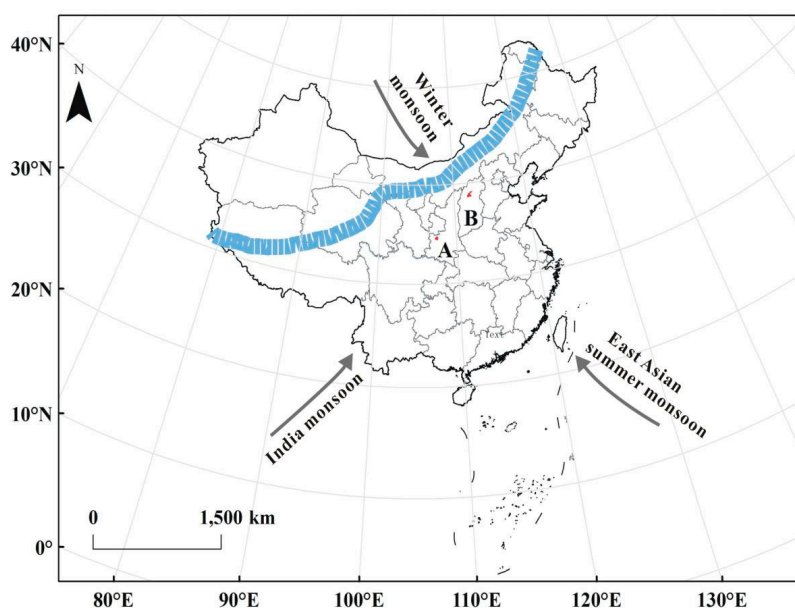 40°N
N
30°N
20°N
10°N
0°
Winter
monsoon
B
A
Text
East Asian
summer monsoon
India monsoon
0
1,500 km
80°E
90°E
100°E
110°E
120°E
130°E